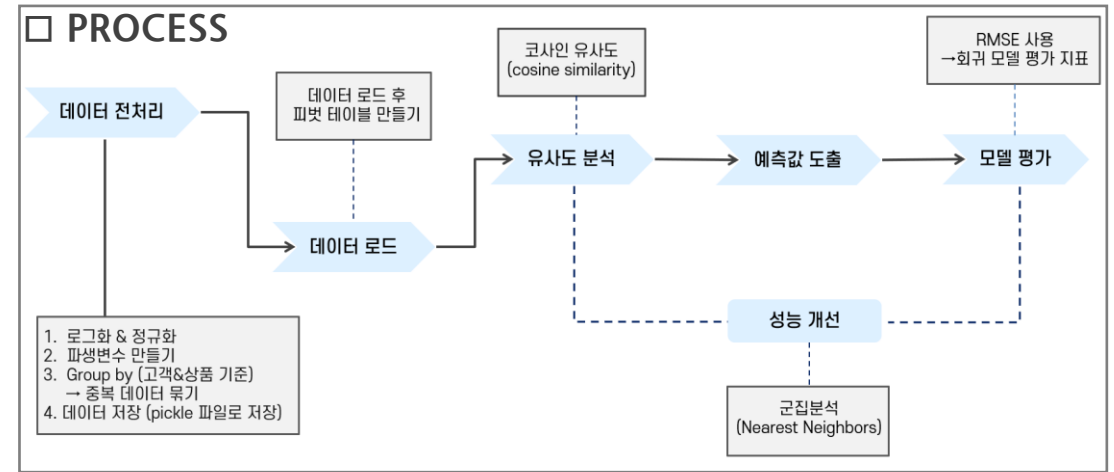 □ PROCESS
데이터 전처리
1. 로그화 & 정규화
2. 파생변수 만들기
3. Group by (고객&상품 기준)
→ 중복 데이터 묶기
4. 데이터 저장 (pickle 파일로 저장)
데이터 로드 후
피벗 테이블 만들기
데이터 로드
코사인 유사도
(cosine similarity)
유사도 분석
예측값 도출
RMSE 사용
→회귀 모델 평가 지표
모델 평가
성능 개선
군집분석
(Nearest Neighbors)